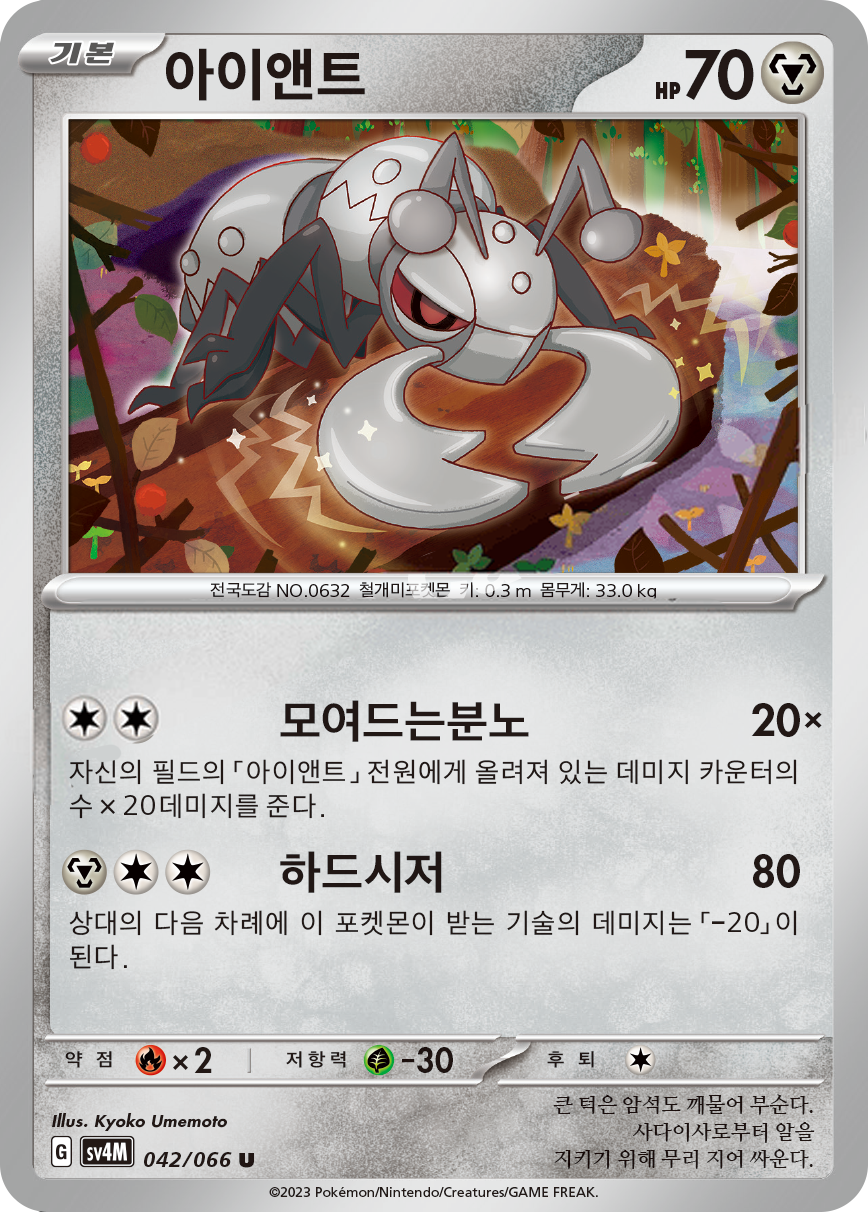 기본 아이앤트 HP 70
전국도감 NO.0632 철개미포켓몬 키: 0.3 m 몸무게: 33.0 kg
모여드는분노 20×
자신의 필드의 「아이앤트」 전원에게 올려져 있는 데미지 카운터의
수 × 20데미지를 준다.
하드시저 80
상대의 다음 차례에 이 포켓몬이 받는 기술의 데미지는 「-20」이
된다.
약점 ×2 저항력 -30 후퇴
큰 턱은 암석도 깨물어 부순다.
사다이사로부터 알을
지키기 위해 무리 지어 싸운다.
Illus. Kyoko Umemoto
G sv4M 042/066 U
©2023 Pokémon/Nintendo/Creatures/GAME FREAK.